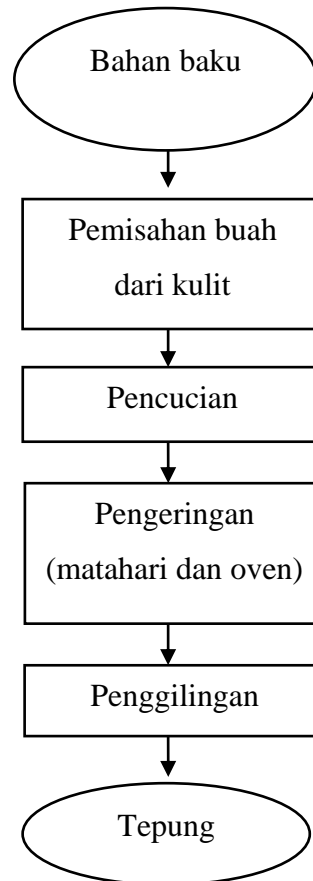 Bahan baku
Pemisahan buah
dari kulit
Pencucian
Pengeringan
(matahari dan oven)
Penggilingan
Tepung